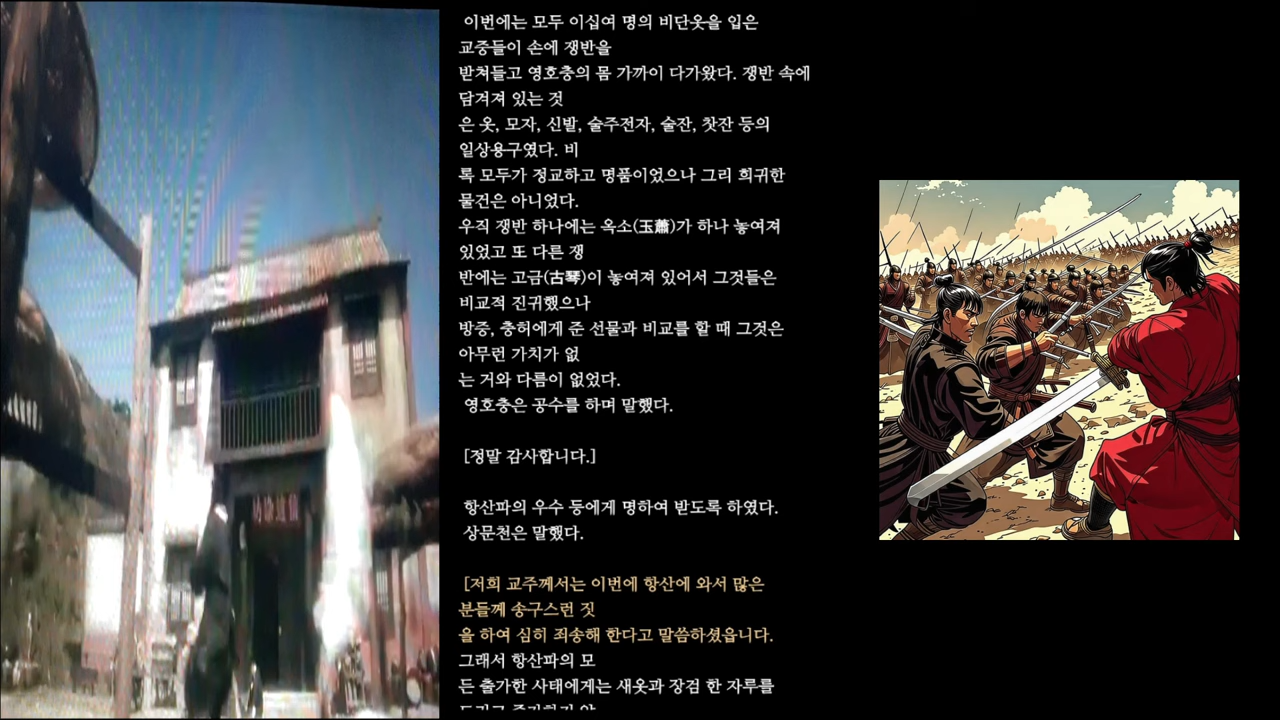 이번에는 모두 이십여 명의 비단옷을 입은
교중들이 손에 쟁반을
받쳐들고 영호충의 몸 가까이 다가왔다. 쟁반 속에
담겨져 있는 것
은 옷, 모자, 신발, 술주전자, 술잔, 찻잔 등의
일상용구였다. 비
록 모두가 정교하고 명품이었으나 그리 희귀한
물건은 아니었다.
우직 쟁반 하나에는 옥소(玉蕭)가 하나 놓여져
있었고 또 다른 쟁
반에는 고금(古琴)이 놓여져 있어서 그것들은
비교적 진귀했으나
방증, 충허에게 준 선물과 비교를 할 때 그것은
아무런 가치가 없
는 거와 다름이 없었다.
영호충은 공수를 하며 말했다.
[정말 감사합니다.]
항산파의 우수 등에게 명하여 받도록 하였다.
상문천은 말했다.
[저희 교주께서는 이번에 항산에 와서 많은
분들께 송구스런 짓
을 하여 심히 죄송해 한다고 말씀하셨읍니다.
그래서 항산파의 모
든 출가한 사태에게는 새옷과 장검 한 자루를